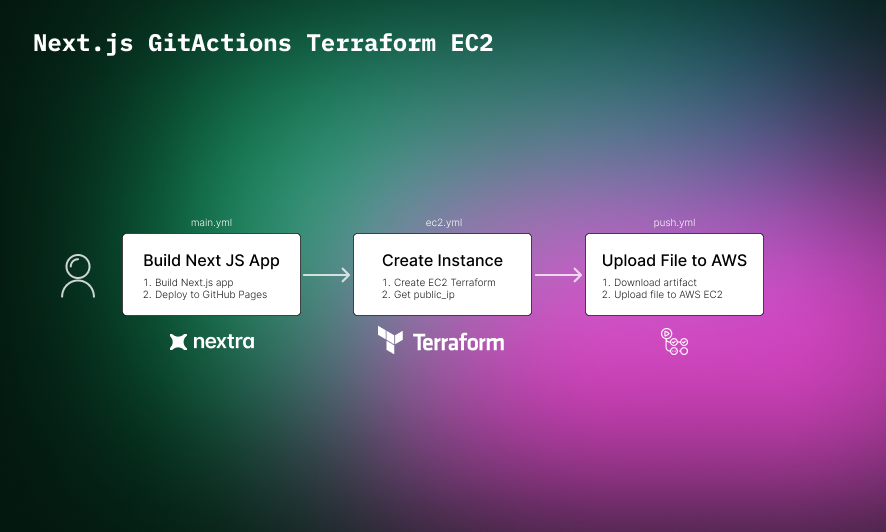 Next.js GitActions Terraform EC2
main.yml
Build Next JS App
1. Build Next.js app
2. Deploy to GitHub Pages
nextra
ec2.yml
Create Instance
1. Create EC2 Terraform
2. Get public_ip
Terraform
push.yml
Upload File to AWS
1. Download artifact
2. Upload file to AWS EC2